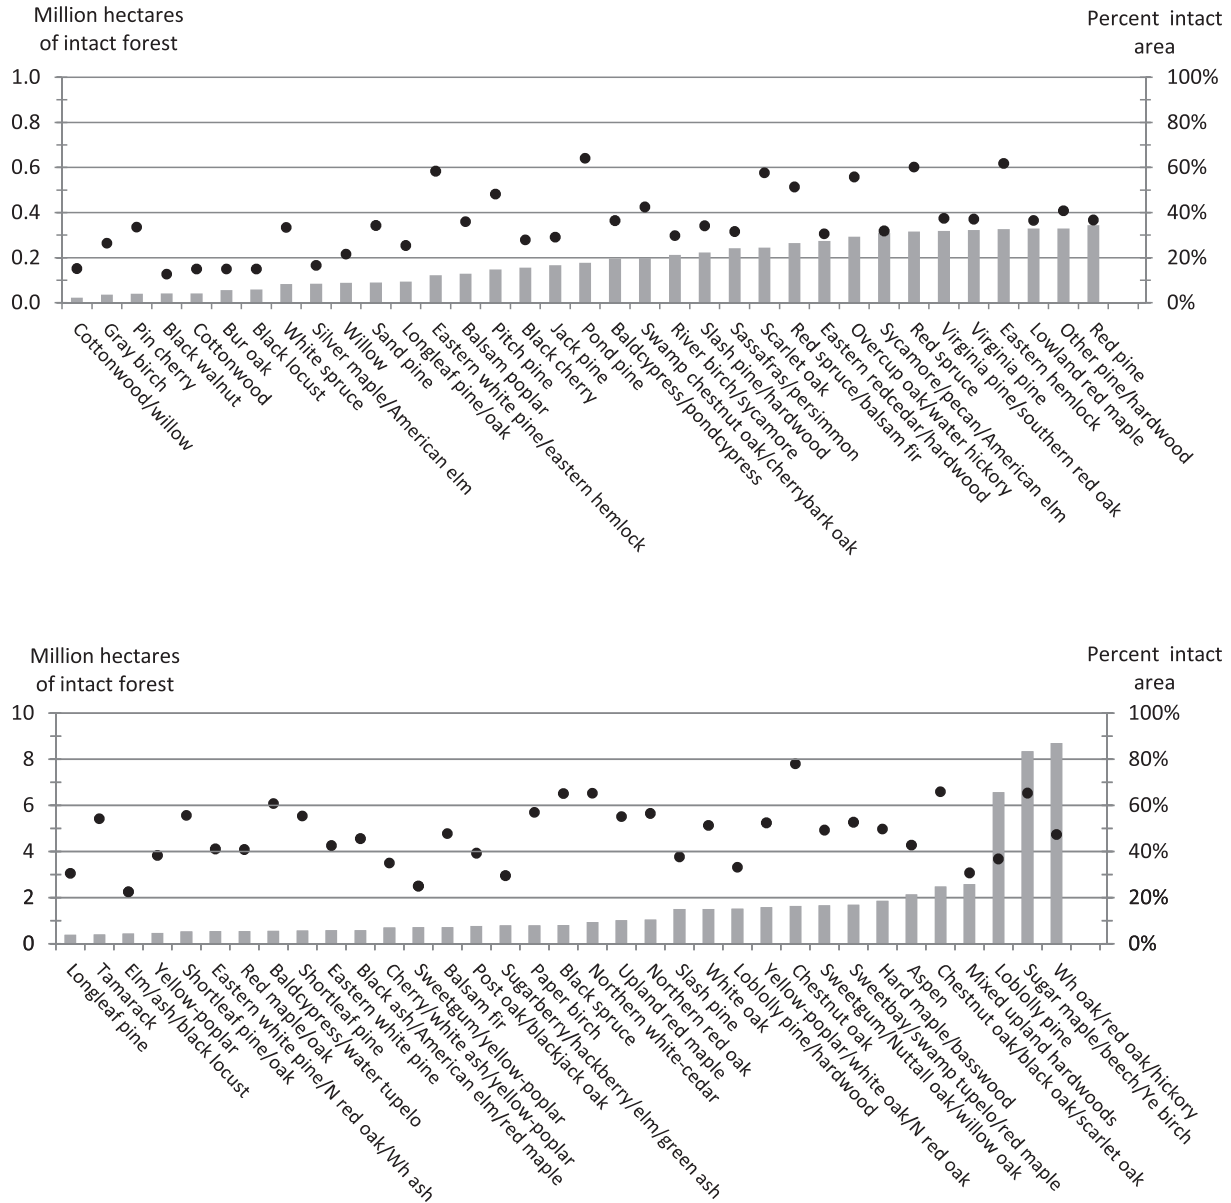 Million hectares
of intact forest
Percent intact
area
1.0
0.8
0.6
0.4
0.2
0.0
100%
80%
60%
40%
20%
0%
Cottonwood/willow
Gray birch
Pin cherry
Black walnut
Cottonwood
Bur oak
Black locust
White spruce
Silver maple/American elm
Willow
Sand pine
Longleaf pine/oak
Eastern white pine/eastern hemlock
Balsam poplar
Pitch pine
Black cherry
Jack pine
Pond pine
Baldcypress/pondcypress
Swamp chestnut oak/cherrybark oak
River birch/sycamore
Slash pine/hardwood
Sassafras/persimmon
Scarlet oak
Red spruce/balsam fir
Eastern redcedar/hardwood
Overcup oak/water hickory
Sycamore/pecan/American elm
Red spruce
Virginia pine/southern red oak
Virginia pine
Eastern hemlock
Lowland red maple
Other pine/hardwood
Red pine
Million hectares
of intact forest
Percent intact
area
10
8
6
4
2
0
100%
80%
60%
40%
20%
0%
Longleaf pine
Tamarack
Elm/ash/black locust
Yellow-poplar
Shortleaf pine/oak
Eastern white pine/N red oak/Wh ash
Red maple/oak
Baldcypress/water tupelo
Shortleaf pine
Eastern white pine
Black ash/American elm/red maple
Cherry/white ash/yellow-poplar
Sweetgum/yellow-poplar
Balsam fir
Post oak/blackjack oak
Sugarberry/hackberry/elm/green ash
Paper birch
Black spruce
Northern white-cedar
Upland red maple
Northern red oak
Slash pine
White oak
Loblolly pine/hardwood
Yellow-poplar/white oak/N red oak
Chestnut oak
Sweetgum/Nuttall oak/willow oak
Sweetbay/swamp tupelo/red maple
Hard maple/basswood
Aspen
Chestnut oak/black oak/scarlet oak
Mixed upland hardwoods
Loblolly pine
Sugar maple/beech/Ye birch
Wh oak/red oak/hickory